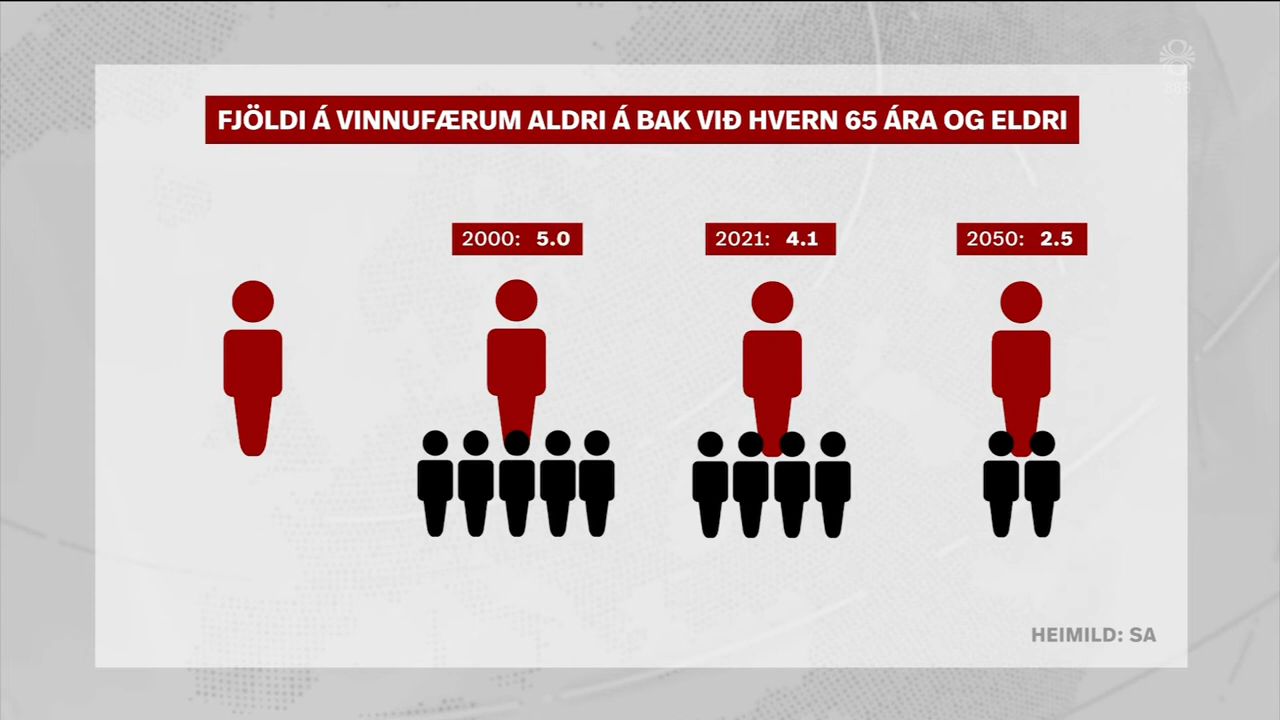 FJÖLDI Á VINNUFÆRUM ALDRI Á BAK VIÐ HVERN 65 ÁRA OG ELDRI
2000: 5.0
2021: 4.1
2050: 2.5
HEIMILD: SA